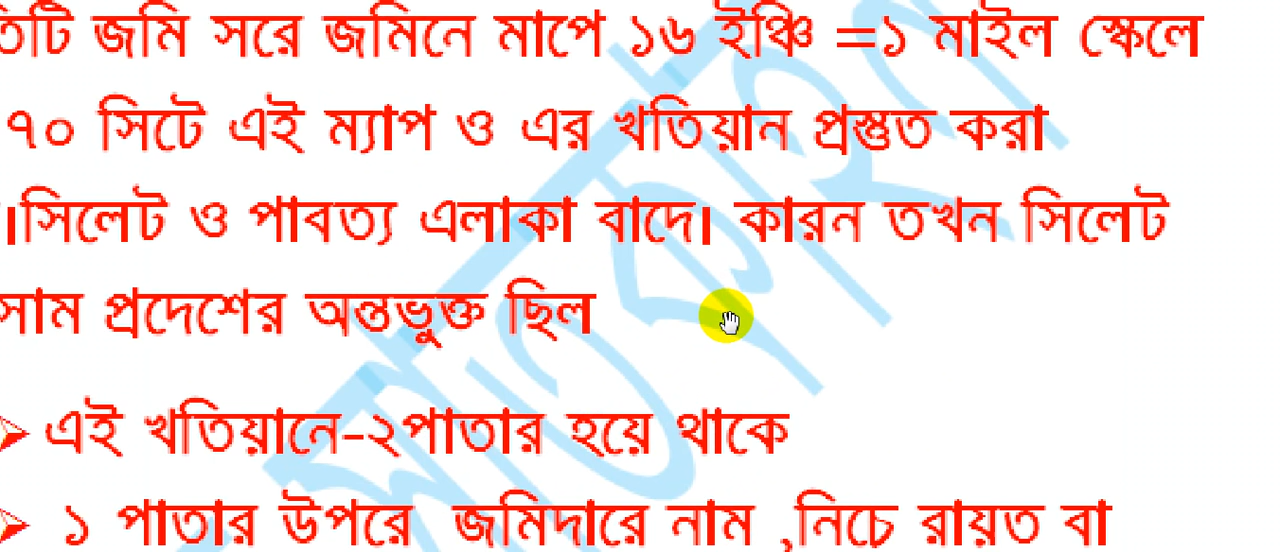 তিটি জমি সরে জমিনে মাপে ১৬ ইঞ্চি =১ মাইল স্কেলে
৭০ সিটে এই ম্যাপ ও এর খতিয়ান প্রস্তুত করা
।সিলেট ও পাবত্য এলাকা বাদে। কারন তখন সিলেট
সাম প্রদেশের অন্তভুক্ত ছিল
➢ এই খতিয়ানে-২পাতার হয়ে থাকে
➢ ১ পাতার উপরে জমিদারে নাম ,নিচে রায়ত বা